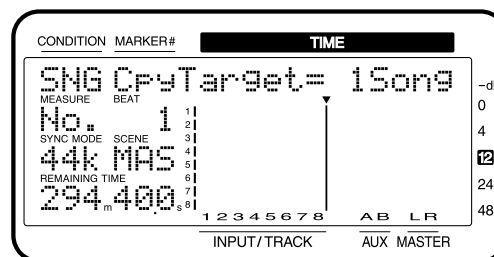 CONDITION MARKER# TIME
SNG CpyTarget= 1Song
MEASURE BEAT
No. 1
SYNC MODE SCENE
44k MAS
REMAINING TIME
294m400s
1
2
3
4
5
6
7
8
1 2 3 4 5 6 7 8 AB LR
INPUT/TRACK AUX MASTER
0
4
12
24
48